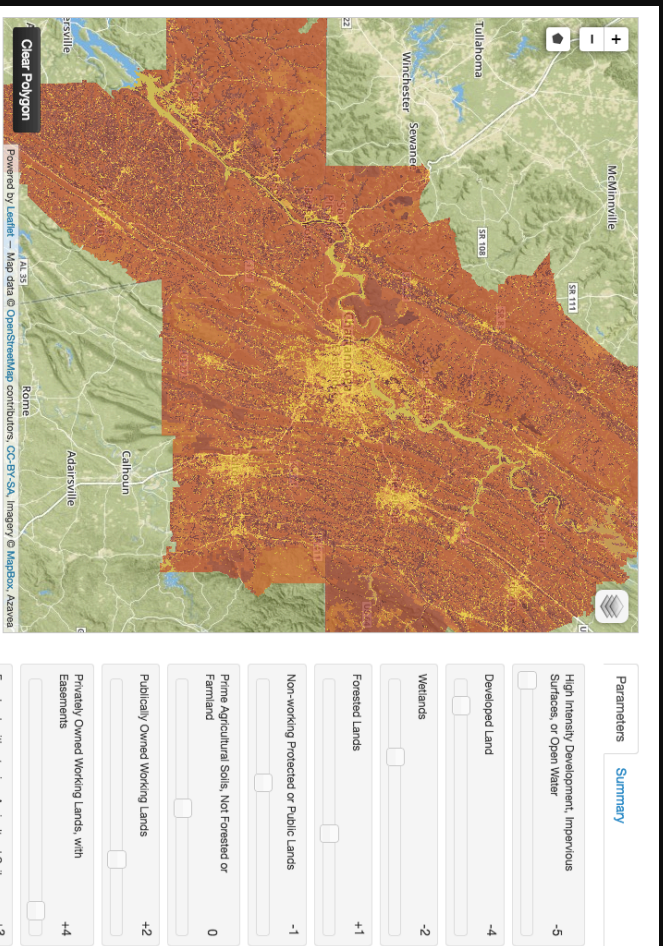 +
−
McMinnville
SR 111
SR 108
Tullahoma
Winchester
Sewanee
22
ersville
Clear Polygon
AL 35
Rome
Calhoun
Adairsville
Powered by Leaflet — Map data © OpenStreetMap contributors, CC-BY-SA, Imagery © MapBox, Azavea
Parameters
Summary
High Intensity Development, Impervious
Surfaces, or Open Water
-5
Developed Land
-4
Wetlands
-2
Forested Lands
+1
Non-working Protected or Public Lands
-1
Prime Agricultural Soils, Not Forested or
Farmland
0
Publically Owned Working Lands
+2
Privately Owned Working Lands, with
Easements
+4